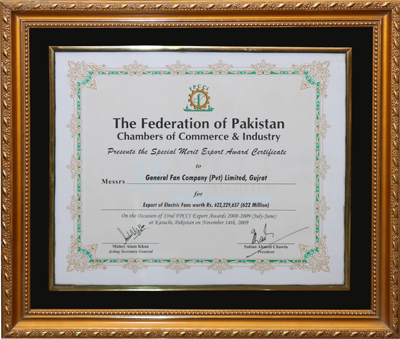 FPCCI
The Federation of Pakistan
Chambers of Commerce & Industry
Presents the Special Merit Export Award Certificate
to
Messrs General Fan Company (Pvt) Limited, Gujrat
for
Export of Electric Fans worth Rs. 622,229,657 (622 Million)
On the Occasion of 33nd FPCCI Export Awards 2008-2009 (July-June)
at Karachi, Pakistan on November 14th, 2009
Maher Alam Khan Sultan Ahmed Chawla
Acting Secretary General President